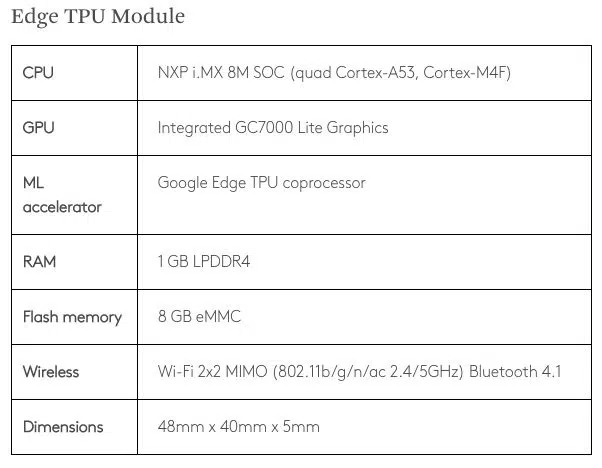 Edge TPU Module
CPU NXP i.MX 8M SOC (quad Cortex-A53, Cortex-M4F)
GPU Integrated GC7000 Lite Graphics
ML Google Edge TPU coprocessor
accelerator
RAM 1 GB LPDDR4
Flash memory 8 GB eMMC
Wireless Wi-Fi 2x2 MIMO (802.11b/g/n/ac 2.4/5GHz) Bluetooth 4.1
Dimensions 48mm x 40mm x 5mm